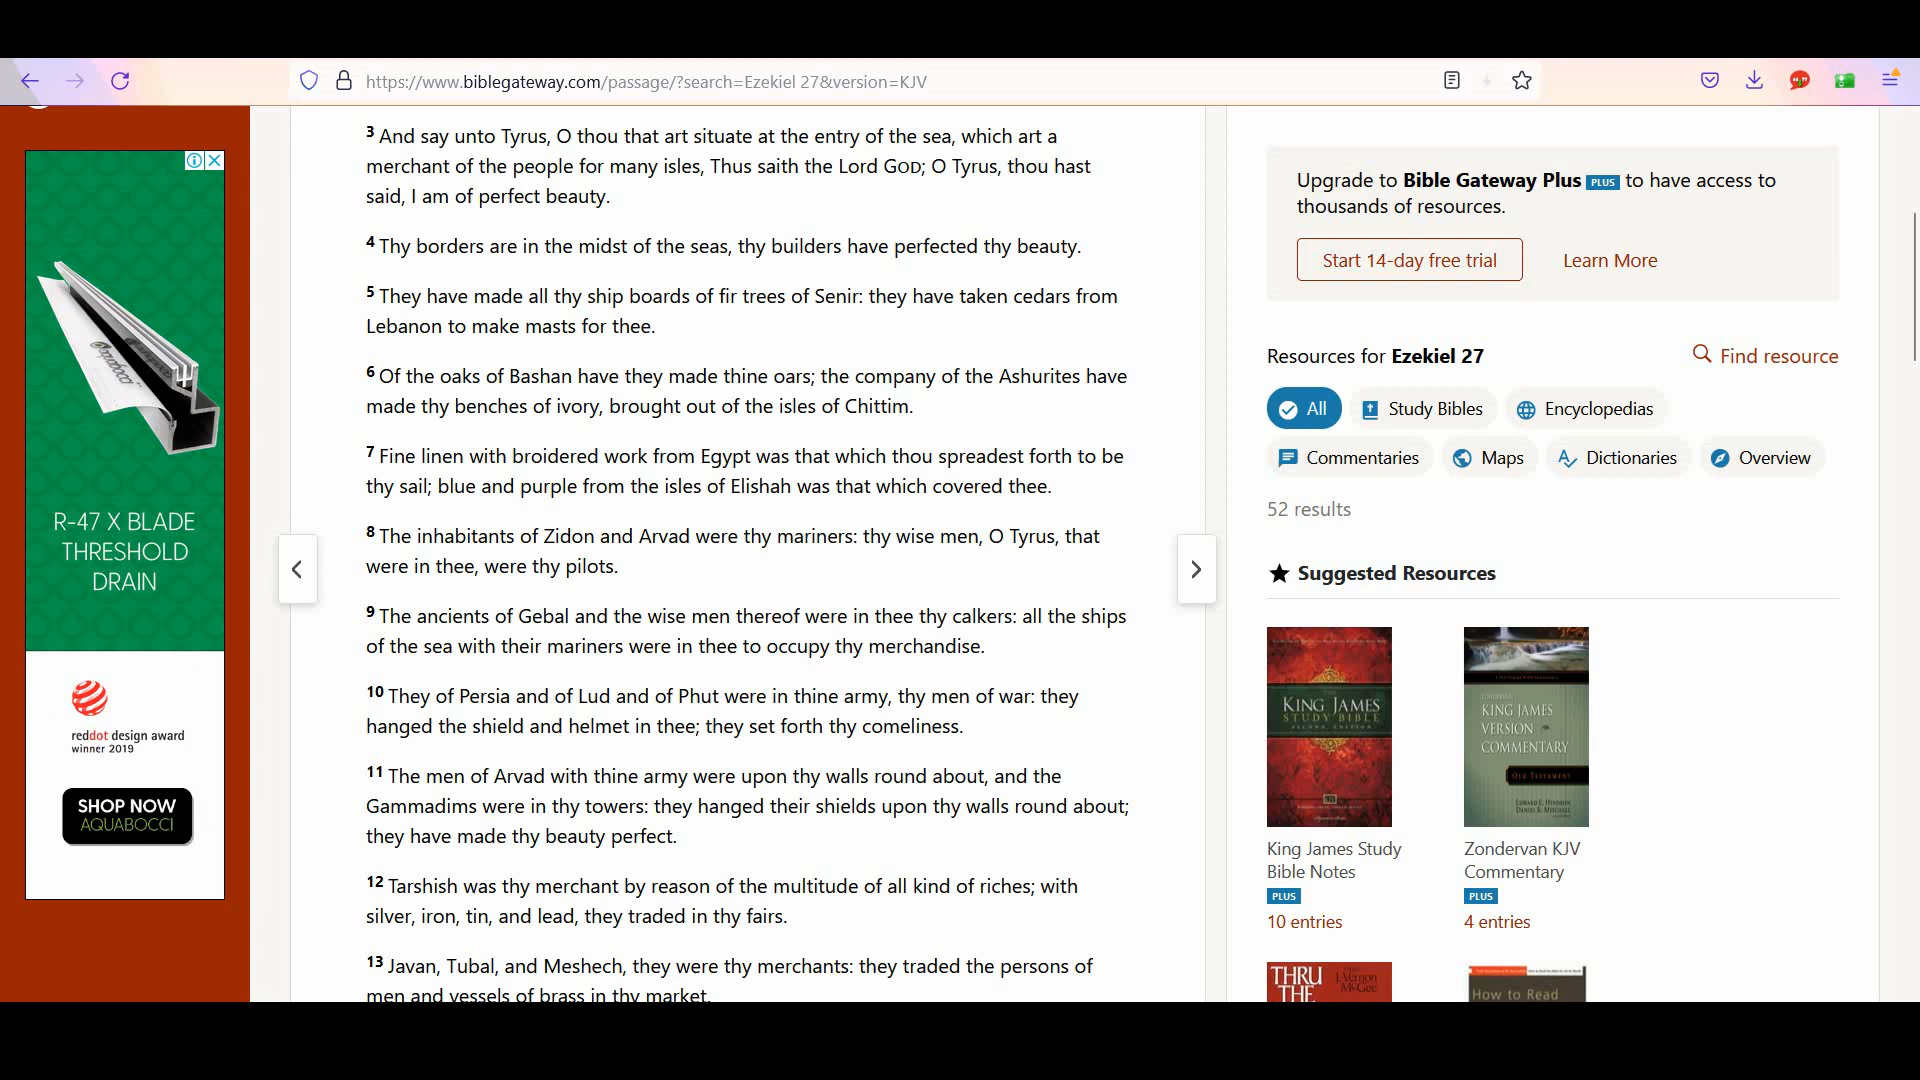 https://www.biblegateway.com/passage/?search=Ezekiel 27&version=KJV
R-47 X BLADE
THRESHOLD
DRAIN
reddot design award
winner 2019
SHOP NOW
AQUABOCCI
3 And say unto Tyrus, O thou that art situate at the entry of the sea, which art a
merchant of the people for many isles, Thus saith the Lord GOD; O Tyrus, thou hast
said, I am of perfect beauty.
4 Thy borders are in the midst of the seas, thy builders have perfected thy beauty.
5 They have made all thy ship boards of fir trees of Senir: they have taken cedars from
Lebanon to make masts for thee.
6 Of the oaks of Bashan have they made thine oars; the company of the Ashurites have
made thy benches of ivory, brought out of the isles of Chittim.
7 Fine linen with broidered work from Egypt was that which thou spreadest forth to be
thy sail; blue and purple from the isles of Elishah was that which covered thee.
8 The inhabitants of Zidon and Arvad were thy mariners: thy wise men, O Tyrus, that
were in thee, were thy pilots.
9 The ancients of Gebal and the wise men thereof were in thee thy calkers: all the ships
of the sea with their mariners were in thee to occupy thy merchandise.
10 They of Persia and of Lud and of Phut were in thine army, thy men of war: they
hanged the shield and helmet in thee; they set forth thy comeliness.
11 The men of Arvad with thine army were upon thy walls round about, and the
Gammadims were in thy towers: they hanged their shields upon thy walls round about;
they have made thy beauty perfect.
12 Tarshish was thy merchant by reason of the multitude of all kind of riches; with
silver, iron, tin, and lead, they traded in thy fairs.
13 Javan, Tubal, and Meshech, they were thy merchants: they traded the persons of
men and vessels of brass in thy market.
Upgrade to Bible Gateway Plus PLUS to have access to
thousands of resources.
Start 14-day free trial
Learn More
Resources for Ezekiel 27
Find resource
All
Study Bibles
Encyclopedias
Commentaries
Maps
Dictionaries
Overview
52 results
Suggested Resources
KING JAMES
STUDY BIBLE
SECOND EDITION
ZONDERVAN
KING JAMES
VERSION
COMMENTARY
OLD TESTAMENT
EDWARD E. HINDSON
DANIEL R. MITCHELL
King James Study
Bible Notes
PLUS
10 entries
Zondervan KJV
Commentary
PLUS
4 entries
THRU
THE
J. Vernon
McGee
How to Read